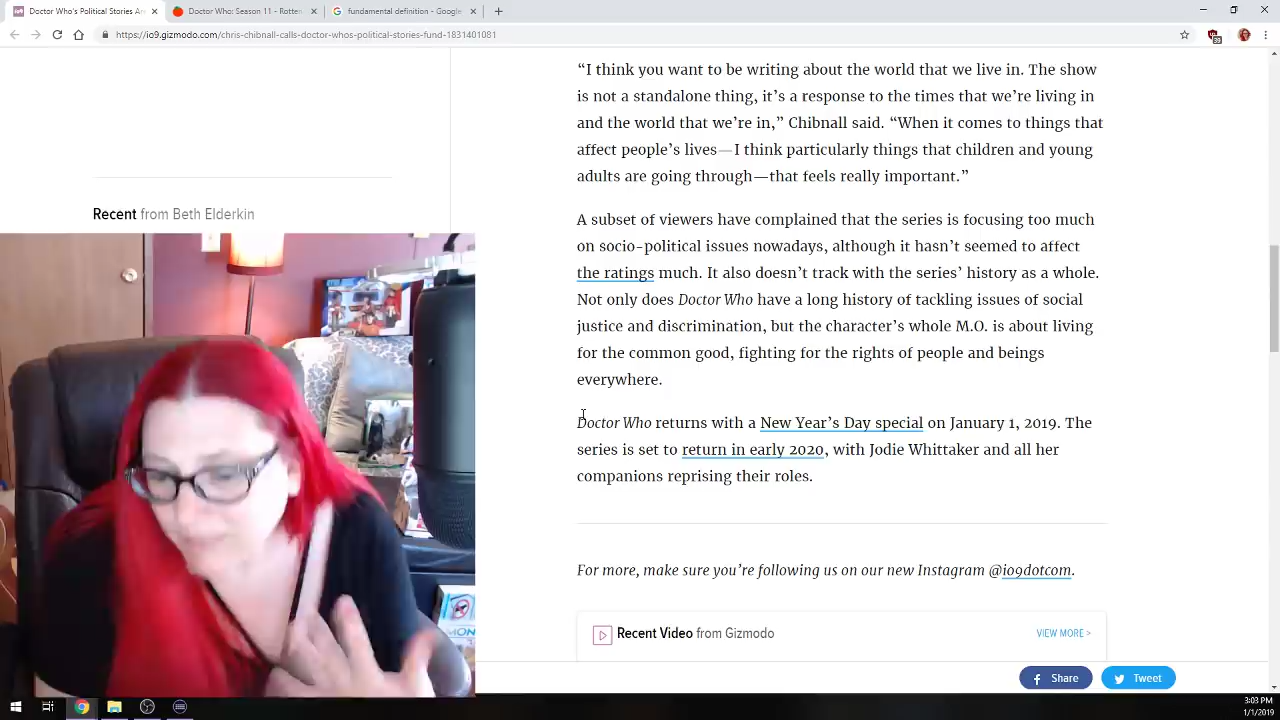 Doctor Who's Political Stories Ar
Doctor Who: Season 11 - Rotten
fundamental definition - Google
https://io9.gizmodo.com/chris-chibnall-calls-doctor-whos-political-stories-fund-1831401081
“I think you want to be writing about the world that we live in. The show
is not a standalone thing, it’s a response to the times that we’re living in
and the world that we’re in,” Chibnall said. “When it comes to things that
affect people’s lives—I think particularly things that children and young
adults are going through—that feels really important.”
Recent from Beth Elderkin
A subset of viewers have complained that the series is focusing too much
on socio-political issues nowadays, although it hasn’t seemed to affect
the ratings much. It also doesn’t track with the series’ history as a whole.
Not only does Doctor Who have a long history of tackling issues of social
justice and discrimination, but the character’s whole M.O. is about living
for the common good, fighting for the rights of people and beings
everywhere.
Doctor Who returns with a New Year’s Day special on January 1, 2019. The
series is set to return in early 2020, with Jodie Whittaker and all her
companions reprising their roles.
For more, make sure you’re following us on our new Instagram @io9dotcom.
Recent Video from Gizmodo
VIEW MORE >
Share
Tweet
3:03 PM
1/1/2019